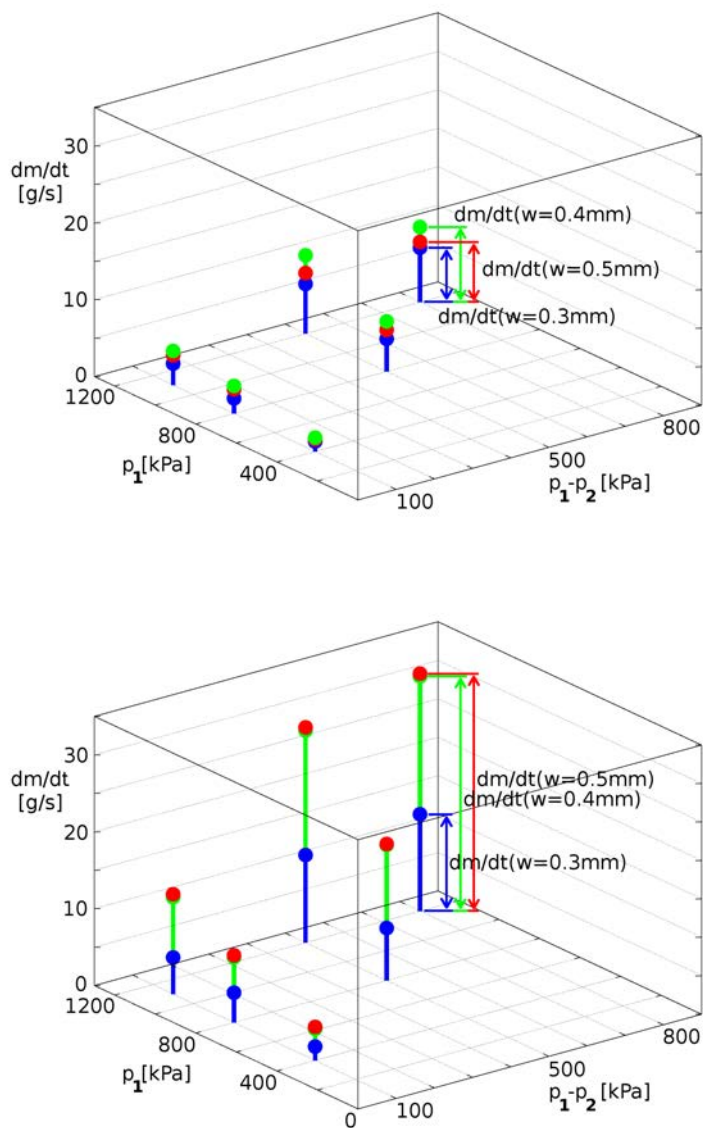 30
dm/dt
[g/s]
20
dm/dt(w=0.4mm)
dm/dt(w=0.5mm)
10
dm/dt(w=0.3mm)
0
1200
800
800
p1[kPa]
400
500
100
p1-p2 [kPa]
30
dm/dt
[g/s]
dm/dt(w=0.5mm)
20
dm/dt(w=0.4mm)
dm/dt(w=0.3mm)
10
0
1200
800
800
p1[kPa]
400
500
100
p1-p2 [kPa]
0